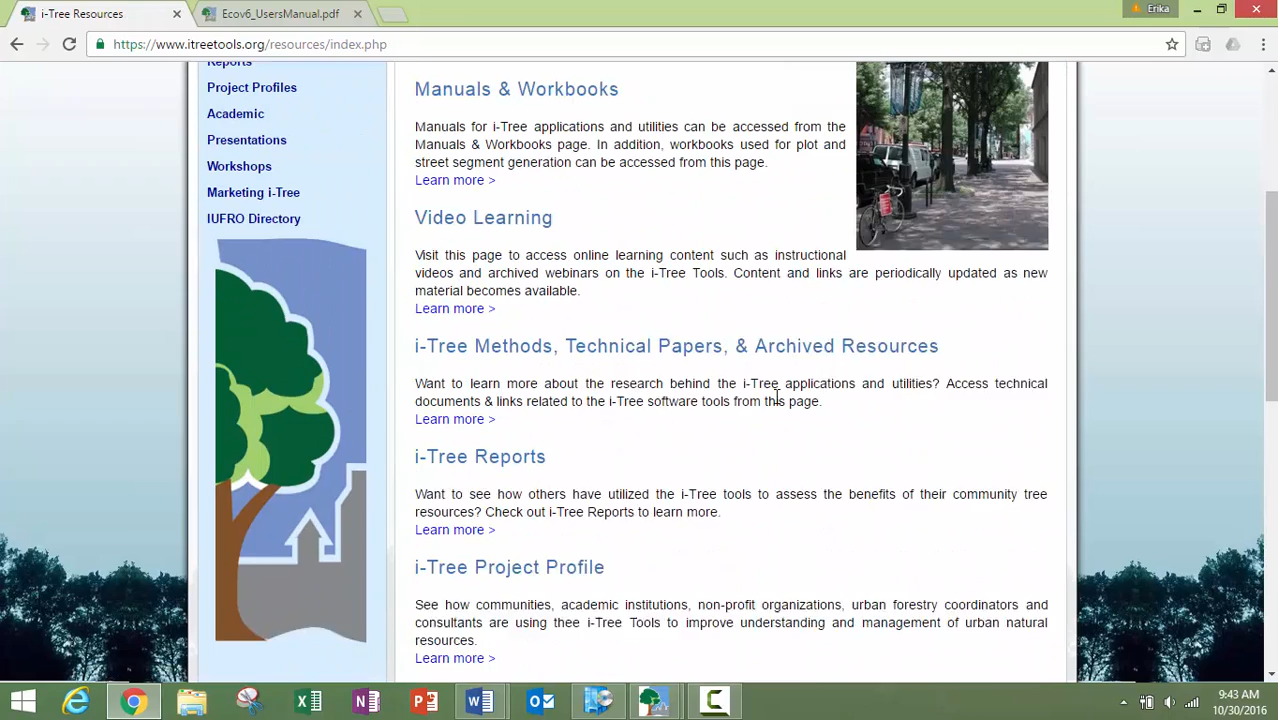 i-Tree Resources
Ecov6_UsersManual.pdf
Erika
https://www.itreetools.org/resources/index.php
Reports
Project Profiles
Academic
Presentations
Workshops
Marketing i-Tree
IUFRO Directory
Manuals & Workbooks
Manuals for i-Tree applications and utilities can be accessed from the
Manuals & Workbooks page. In addition, workbooks used for plot and
street segment generation can be accessed from this page.
Learn more >
Video Learning
Visit this page to access online learning content such as instructional
videos and archived webinars on the i-Tree Tools. Content and links are periodically updated as new
material becomes available.
Learn more >
i-Tree Methods, Technical Papers, & Archived Resources
Want to learn more about the research behind the i-Tree applications and utilities? Access technical
documents & links related to the i-Tree software tools from this page.
Learn more >
i-Tree Reports
Want to see how others have utilized the i-Tree tools to assess the benefits of their community tree
resources? Check out i-Tree Reports to learn more.
Learn more >
i-Tree Project Profile
See how communities, academic institutions, non-profit organizations, urban forestry coordinators and
consultants are using thee i-Tree Tools to improve understanding and management of urban natural
resources.
Learn more >
9:43 AM
10/30/2016